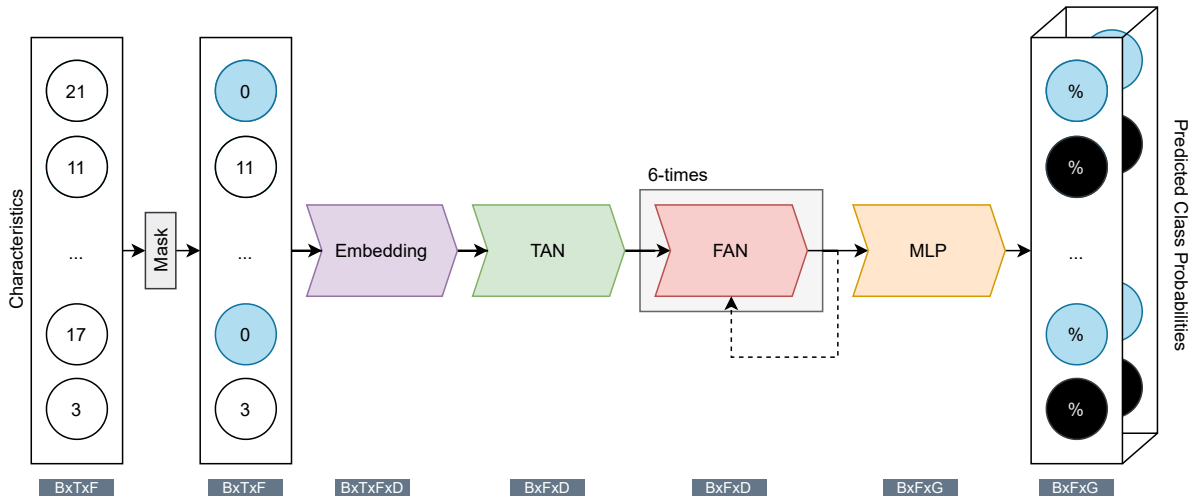 Characteristics
21
11
...
17
3
Mask
0
11
...
0
3
Embedding
TAN
6-times
FAN
MLP
%
%
...
%
%
Predicted Class Probabilities
BxTxF
BxTxF
BxTxFxD
BxFxD
BxFxD
BxFxG
BxFxG